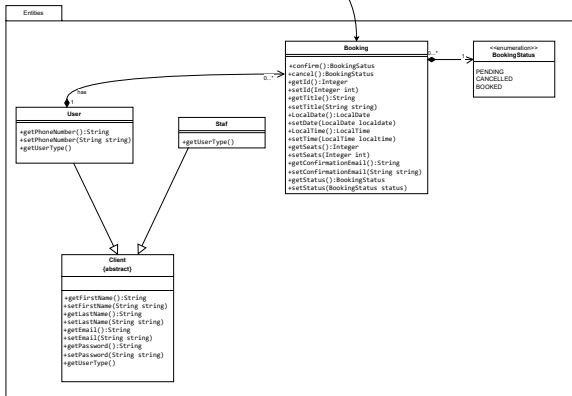 Entities
Booking
+confirm():BookingSatus
+cancel():BookingStatus
+getId():Integer
+setId(Integer int)
+getTitle():String
+setTitle(String string)
+LocalDate():LocalDate
+setDate(LocalDate localdate)
+LocalTime():LocalTime
+setTime(LocalTime localtime)
+getSeats():Integer
+setSeats(Integer int)
+getConfirmationEmail():String
+setConfirmationEmail(String string)
+getStatus():BookingStatus
+setStatus(BookingStatus status)
0...*
1
<<enumeration>>
BookingStatus
PENDING
CANCELLED
BOOKED
0...*
has
1
User
+getPhoneNumber():String
+setPhoneNumber(String string)
+getUserType()
Staf
+getUserType()
Client
{abstract}
+getFirstName():String
+setFirstName(String string)
+getLastName():String
+setLastName(String string)
+getEmail():String
+setEmail(String string)
+getPassword():String
+setPassword(String string)
+getUserType()